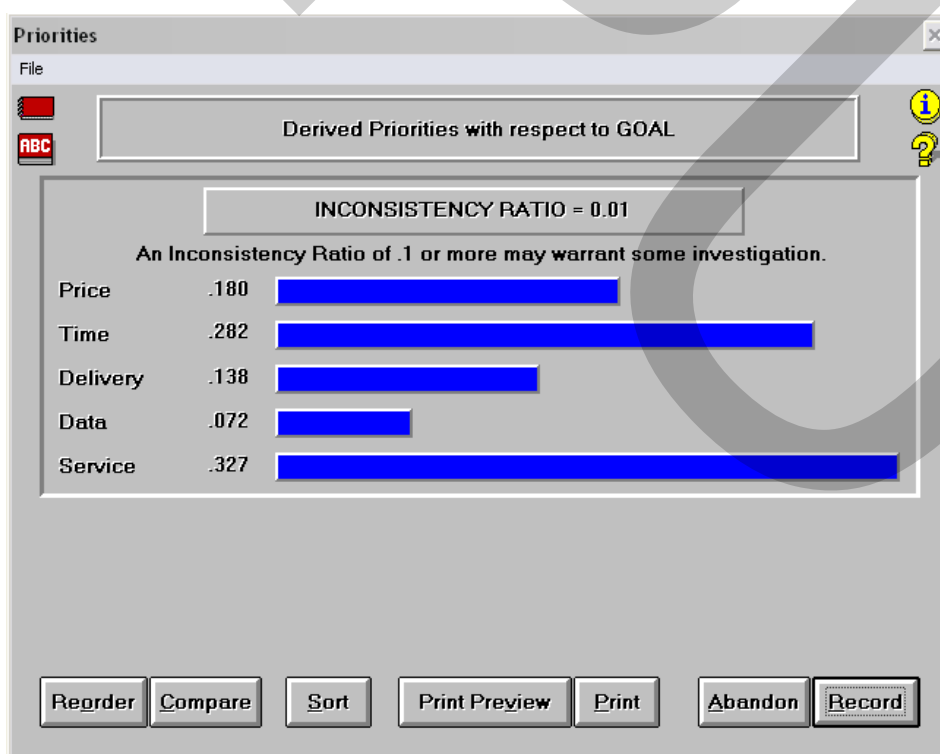 Priorities
File
ABC
Derived Priorities with respect to GOAL
INCONSISTENCY RATIO = 0.01
An Inconsistency Ratio of .1 or more may warrant some investigation.
Price .180
Time .282
Delivery .138
Data .072
Service .327
Reorder Compare Sort Print Preview Print Abandon Record